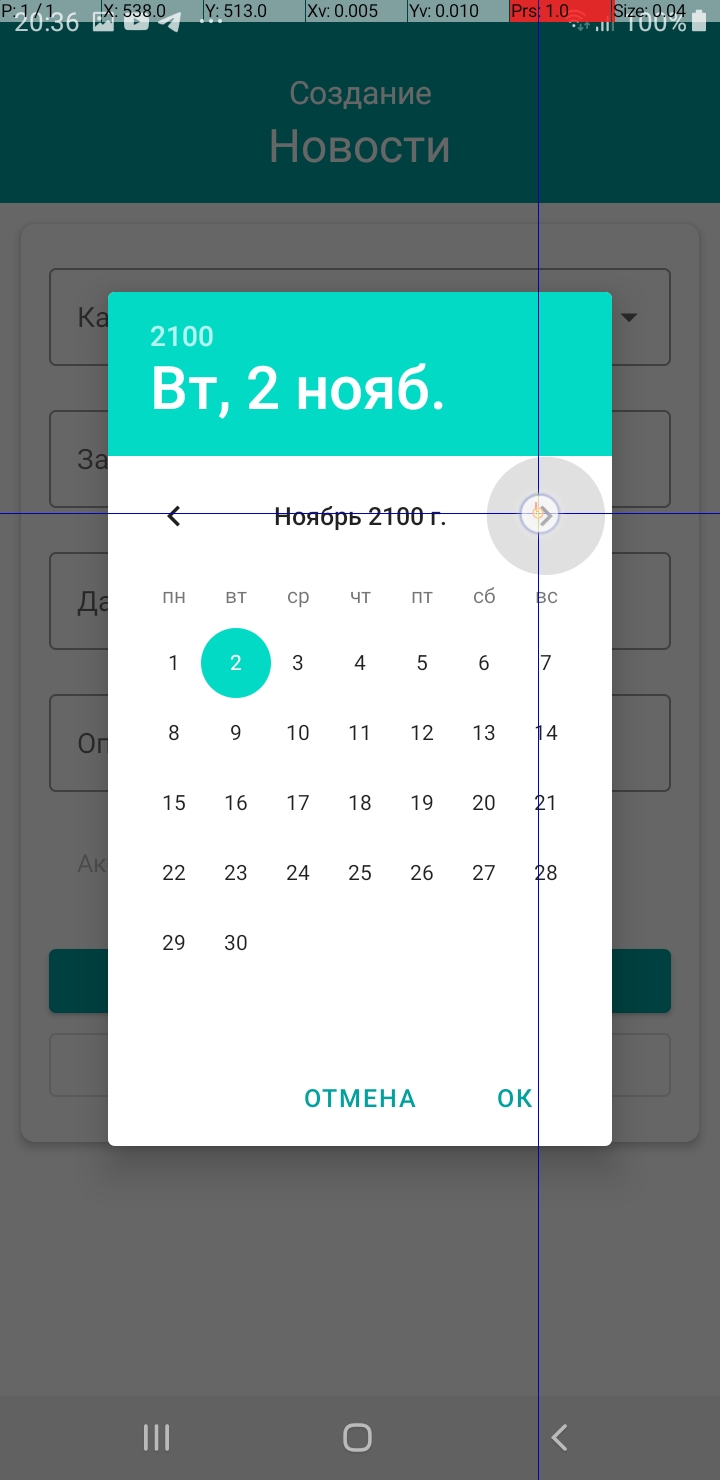 P: 1 / 1 X: 538.0 Y: 513.0 Xv: 0.005 Yv: 0.010 Prs: 1.0 Size: 0.04
20:36 100%
Создание
Новости
Ка
За
Да
Оп
Ак
2100
Вт, 2 нояб.
Ноябрь 2100 г.
пн вт ср чт пт сб вс
1 2 3 4 5 6 7
8 9 10 11 12 13 14
15 16 17 18 19 20 21
22 23 24 25 26 27 28
29 30
ОТМЕНА ОК